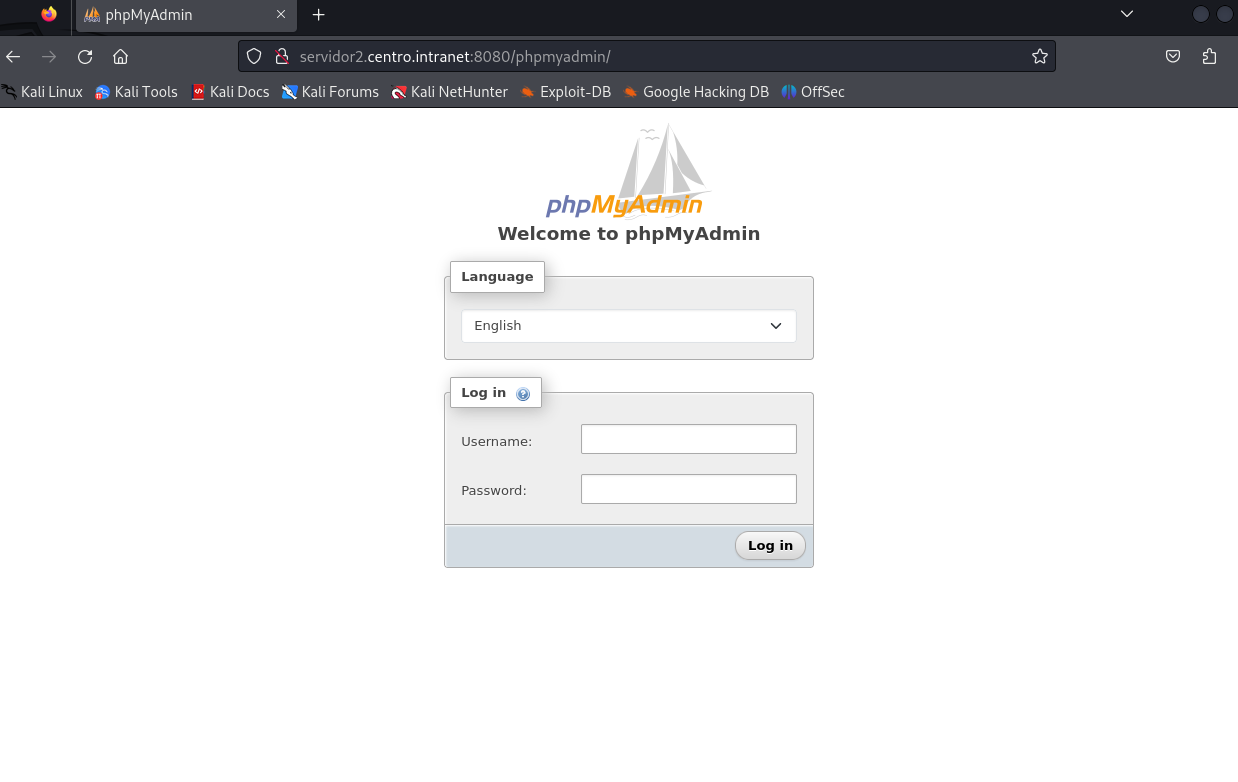 phpMyAdmin
servidor2.centro.intranet:8080/phpmyadmin/
Kali Linux Kali Tools Kali Docs Kali Forums Kali NetHunter Exploit-DB Google Hacking DB OffSec
phpMyAdmin
Welcome to phpMyAdmin
Language
English
Log in
Username:
Password:
Log in